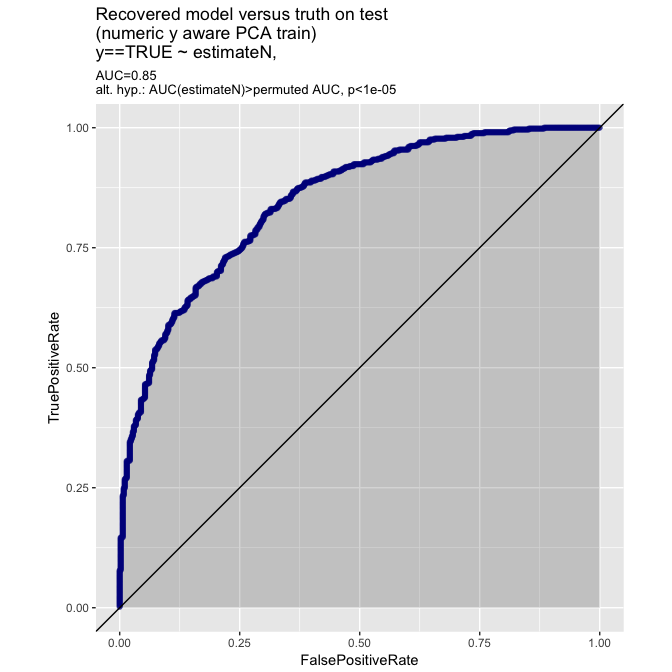 Recovered model versus truth on test
(numeric y aware PCA train)
y==TRUE ~ estimateN,
AUC=0.85
alt. hyp.: AUC(estimateN)>permuted AUC, p<1e-05
1.00
0.75
TruePositiveRate
0.50
0.25
0.00
0.00 0.25 0.50 0.75 1.00
FalsePositiveRate